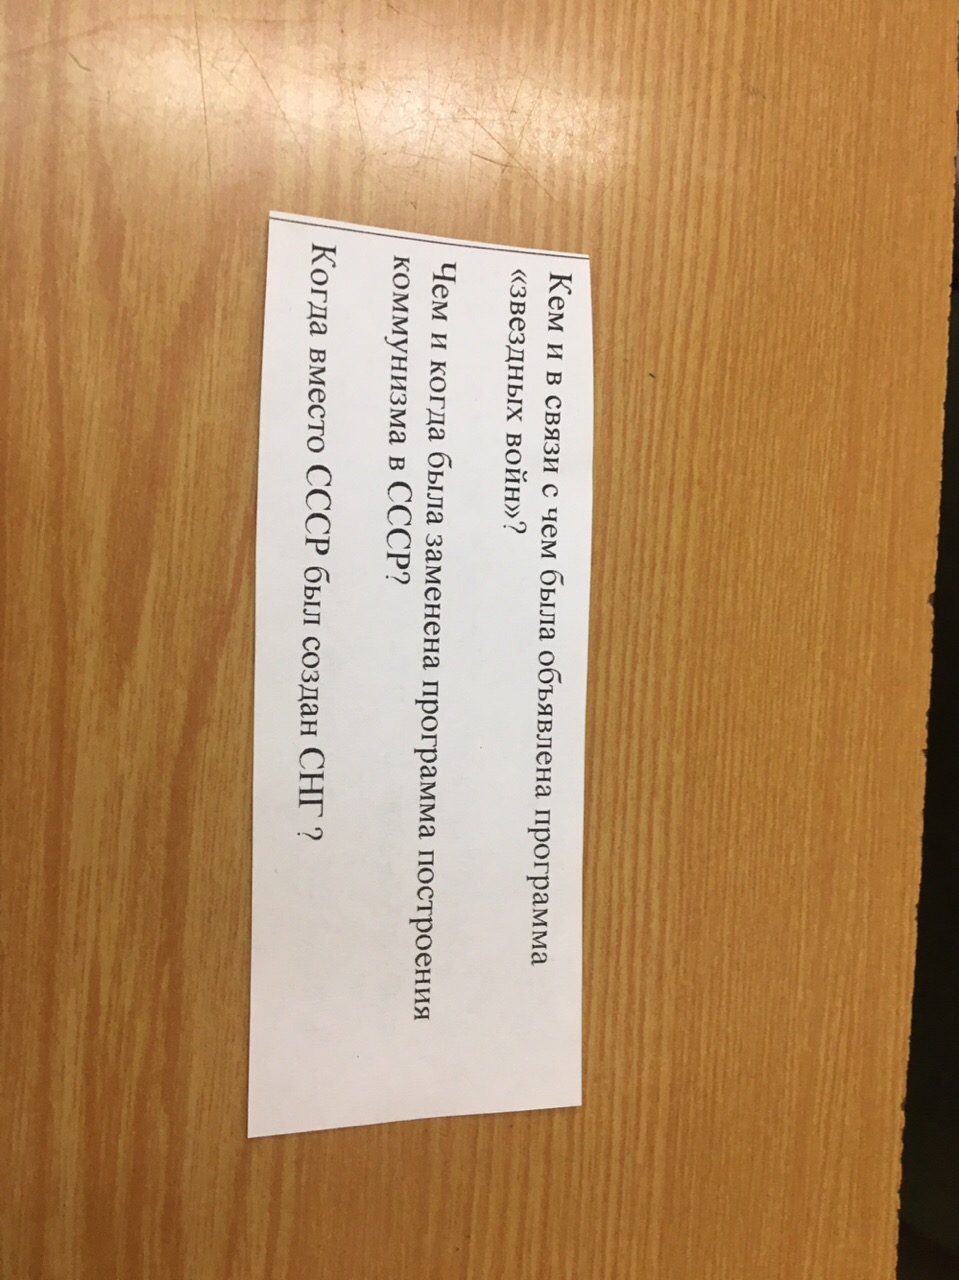 Кем и в связи с чем была объявлена программа
«звездных войн»?
Чем и когда была заменена программа построения
коммунизма в СССР?
Когда вместо СССР был создан СНГ ?